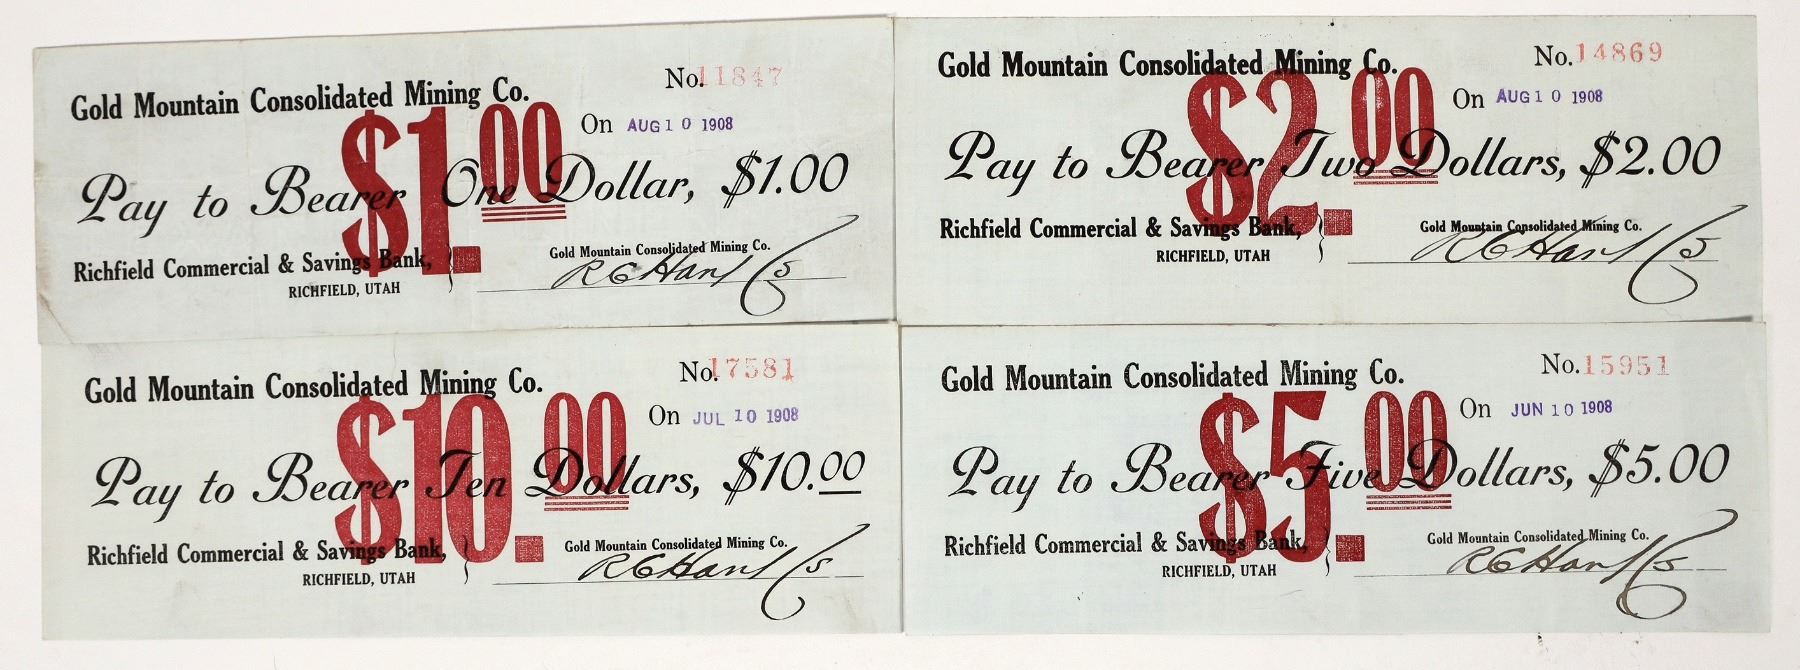 Gold Mountain Consolidated Mining Co.
No. 11847
On AUG 10 1908
$1.00
Pay to Bearer One Dollar, $1.00
Richfield Commercial & Savings Bank,
RICHFIELD, UTAH
Gold Mountain Consolidated Mining Co.
Gold Mountain Consolidated Mining Co.
No. 14869
On AUG 10 1908
$2.00
Pay to Bearer Two Dollars, $2.00
Richfield Commercial & Savings Bank,
RICHFIELD, UTAH
Gold Mountain Consolidated Mining Co.
Gold Mountain Consolidated Mining Co.
No. 17581
On JUL 10 1908
$10.00
Pay to Bearer Ten Dollars, $10.00
Richfield Commercial & Savings Bank,
RICHFIELD, UTAH
Gold Mountain Consolidated Mining Co.
Gold Mountain Consolidated Mining Co.
No. 15951
On JUN 10 1908
$5.00
Pay to Bearer Five Dollars, $5.00
Richfield Commercial & Savings Bank,
RICHFIELD, UTAH
Gold Mountain Consolidated Mining Co.